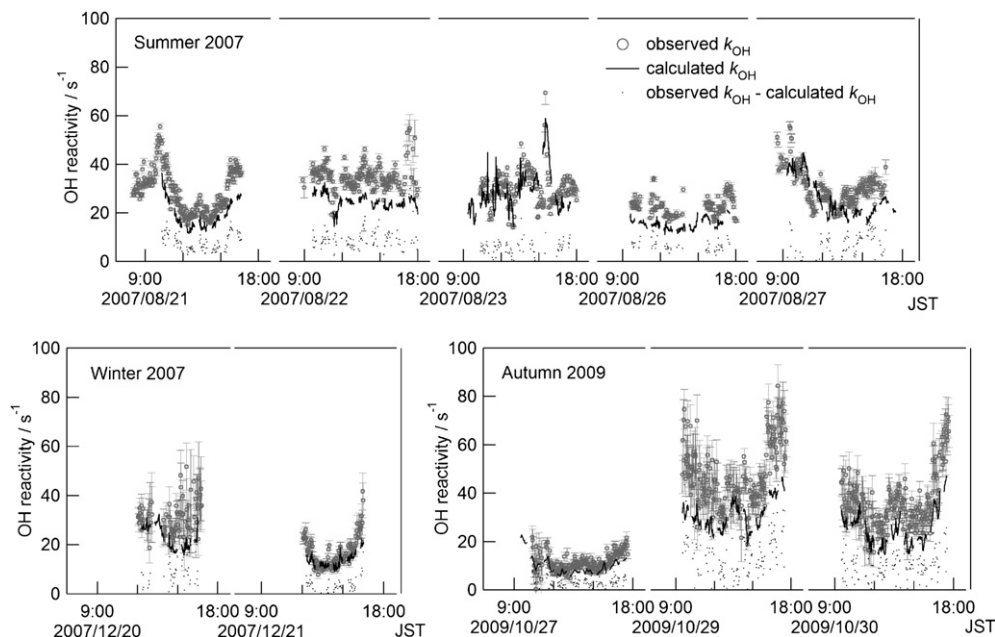 100
80
60
40
20
0
OH reactivity / s⁻¹
Summer 2007
observed kOH
calculated kOH
observed kOH - calculated kOH
9:00 18:00 9:00 18:00 9:00 18:00 9:00 18:00 9:00 18:00
2007/08/21 2007/08/22 2007/08/23 2007/08/26 2007/08/27 JST
100
80
60
40
20
0
OH reactivity / s⁻¹
Winter 2007
9:00 18:00 9:00 18:00
2007/12/20 2007/12/21 JST
100
80
60
40
20
0
OH reactivity / s⁻¹
Autumn 2009
9:00 18:00 9:00 18:00 9:00 18:00
2009/10/27 2009/10/29 2009/10/30 JST